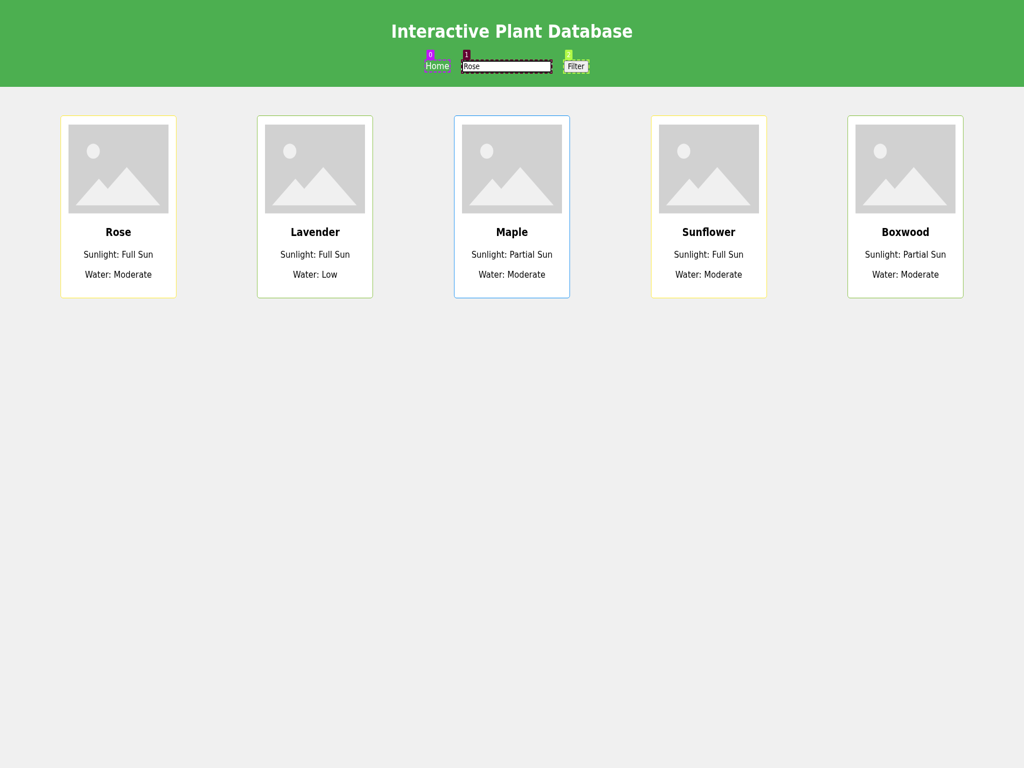 Interactive Plant Database
0
1
Home
Rose
Filter
Rose
Sunlight: Full Sun
Water: Moderate
Lavender
Sunlight: Full Sun
Water: Low
Maple
Sunlight: Partial Sun
Water: Moderate
Sunflower
Sunlight: Full Sun
Water: Moderate
Boxwood
Sunlight: Partial Sun
Water: Moderate